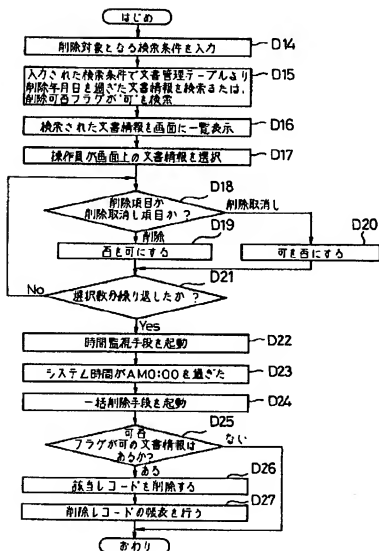 はじめ
削除対象となる検索条件を入力
D14
入力された検索条件で文書管理テーブルより
削除年月日を過ぎた文書情報を検索るたは、
削除可否フラグが"可"を検索
D15
検索された文書情報を画面に一覧表示
D16
操作員が画面上の文書情報を選択
D17
削除項目か
削除取消し項目か?
D18
削除取消し
削除
D19
否を可にする
D20
可を否にする
D21
選択数分繰り返したか?
No
Yes
時間監視手段を起動
D22
システム時間がAM0:00を過ぎた
D23
一括削除手段を起動
D24
D25
可否
フラグが可の文書情報は
あるか?
ない
ある
D26
該当レコードを削除する
D27
削除レコードの帳表を行う
おわり